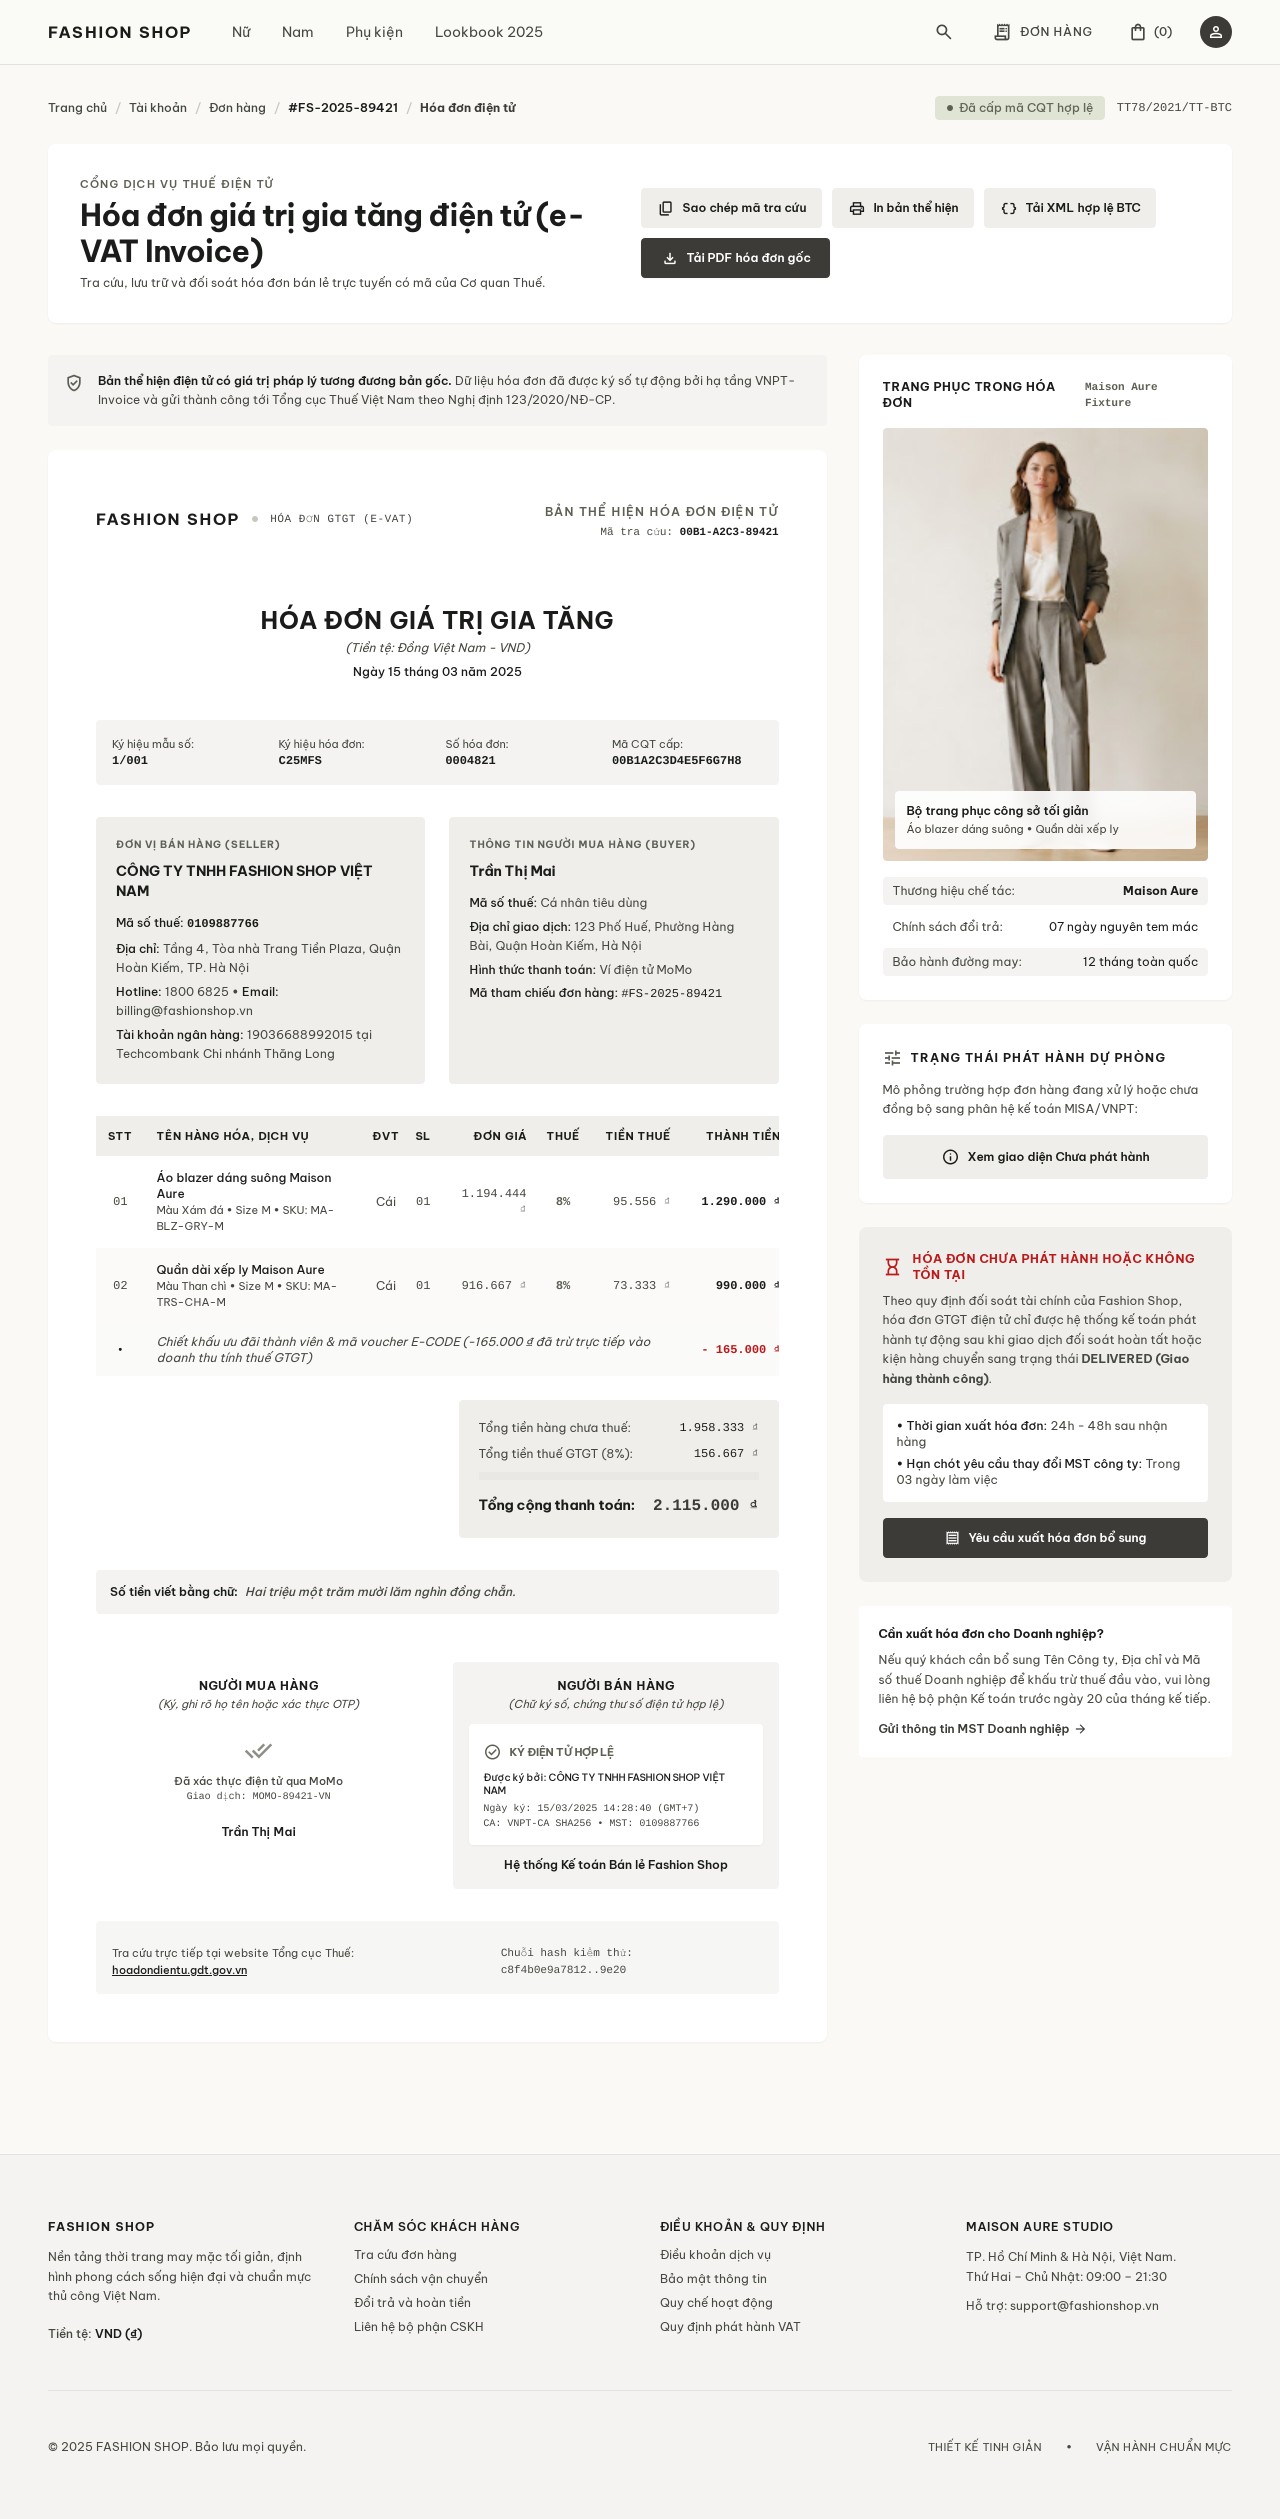 FASHION SHOP
Nữ
Nam
Phụ kiện
Lookbook 2025
ĐƠN HÀNG
(0)
Trang chủ / Tài khoản / Đơn hàng / #FS-2025-89421 / Hóa đơn điện tử
• Đã cấp mã CQT hợp lệ
TT78/2021/TT-BTC
CỔNG DỊCH VỤ THUẾ ĐIỆN TỬ
Hóa đơn giá trị gia tăng điện tử (e-
VAT Invoice)
Tra cứu, lưu trữ và đối soát hóa đơn bán lẻ trực tuyến có mã của Cơ quan Thuế.
Sao chép mã tra cứu
In bản thể hiện
Tải XML hợp lệ BTC
Tải PDF hóa đơn gốc
Bản thể hiện điện tử có giá trị pháp lý tương đương bản gốc. Dữ liệu hóa đơn đã được ký số tự động bởi hạ tầng VNPT-
Invoice và gửi thành công tới Tổng cục Thuế Việt Nam theo Nghị định 123/2020/NĐ-CP.
FASHION SHOP • HÓA ĐƠN GTGT (E-VAT)
BẢN THỂ HIỆN HÓA ĐƠN ĐIỆN TỬ
Mã tra cứu: 00B1-A2C3-89421
HÓA ĐƠN GIÁ TRỊ GIA TĂNG
(Tiền tệ: Đồng Việt Nam - VND)
Ngày 15 tháng 03 năm 2025
Ký hiệu mẫu số:
1/001
Ký hiệu hóa đơn:
C25MFS
Số hóa đơn:
0004821
Mã CQT cấp:
00B1A2C3D4E5F6G7H8
ĐƠN VỊ BÁN HÀNG (SELLER)
CÔNG TY TNHH FASHION SHOP VIỆT
NAM
Mã số thuế: 0109887766
Địa chỉ: Tầng 4, Tòa nhà Trang Tiền Plaza, Quận
Hoàn Kiếm, TP. Hà Nội
Hotline: 1800 6825 • Email:
billing@fashionshop.vn
Tài khoản ngân hàng: 19036688992015 tại
Techcombank Chi nhánh Thăng Long
THÔNG TIN NGƯỜI MUA HÀNG (BUYER)
Trần Thị Mai
Mã số thuế: Cá nhân tiêu dùng
Địa chỉ giao dịch: 123 Phố Huế, Phường Hàng
Bài, Quận Hoàn Kiếm, Hà Nội
Hình thức thanh toán: Ví điện tử MoMo
Mã tham chiếu đơn hàng: #FS-2025-89421
STT TÊN HÀNG HÓA, DỊCH VỤ ĐVT SL ĐƠN GIÁ THUẾ TIỀN THUẾ THÀNH TIỀN
01 Áo blazer dáng suông Maison
Aure
Màu Xám đá • Size M • SKU: MA-
BLZ-GRY-M
Cái 01 1.194.444
₫
8% 95.556 ₫ 1.290.000 ₫
02 Quần dài xếp ly Maison Aure
Màu Than chì • Size M • SKU: MA-
TRS-CHA-M
Cái 01 916.667 ₫ 8% 73.333 ₫ 990.000 ₫
• Chiết khấu ưu đãi thành viên & mã voucher E-CODE (-165.000 ₫ đã trừ trực tiếp vào
doanh thu tính thuế GTGT)
- 165.000 ₫
Tổng tiền hàng chưa thuế: 1.958.333 ₫
Tổng tiền thuế GTGT (8%): 156.667 ₫
Tổng cộng thanh toán: 2.115.000 ₫
Số tiền viết bằng chữ: Hai triệu một trăm mười lăm nghìn đồng chẵn.
NGƯỜI MUA HÀNG
(Ký, ghi rõ họ tên hoặc xác thực OTP)
Đã xác thực điện tử qua MoMo
Giao dịch: MOMO-89421-VN
Trần Thị Mai
NGƯỜI BÁN HÀNG
(Chữ ký số, chứng thư số điện tử hợp lệ)
KÝ ĐIỆN TỬ HỢP LỆ
Được ký bởi: CÔNG TY TNHH FASHION SHOP VIỆT
NAM
Ngày ký: 15/03/2025 14:28:40 (GMT+7)
CA: VNPT-CA SHA256 • MST: 0109887766
Hệ thống Kế toán Bán lẻ Fashion Shop
Tra cứu trực tiếp tại website Tổng cục Thuế:
hoadondientu.gdt.gov.vn
Chuỗi hash kiểm thử:
c8f4b0e9a7812..9e20
TRANG PHỤC TRONG HÓA
ĐƠN
Maison Aure
Fixture
Bộ trang phục công sở tối giản
Áo blazer dáng suông • Quần dài xếp ly
Thương hiệu chế tác: Maison Aure
Chính sách đổi trả: 07 ngày nguyên tem mác
Bảo hành đường may: 12 tháng toàn quốc
TRẠNG THÁI PHÁT HÀNH DỰ PHÒNG
Mô phỏng trường hợp đơn hàng đang xử lý hoặc chưa
đồng bộ sang phân hệ kế toán MISA/VNPT:
Xem giao diện Chưa phát hành
HÓA ĐƠN CHƯA PHÁT HÀNH HOẶC KHÔNG
TỒN TẠI
Theo quy định đối soát tài chính của Fashion Shop,
hóa đơn GTGT điện tử chỉ được hệ thống kế toán phát
hành tự động sau khi giao dịch đối soát hoàn tất hoặc
kiện hàng chuyển sang trạng thái DELIVERED (Giao
hàng thành công).
• Thời gian xuất hóa đơn: 24h - 48h sau nhận
hàng
• Hạn chót yêu cầu thay đổi MST công ty: Trong
03 ngày làm việc
Yêu cầu xuất hóa đơn bổ sung
Cần xuất hóa đơn cho Doanh nghiệp?
Nếu quý khách cần bổ sung Tên Công ty, Địa chỉ và Mã
số thuế Doanh nghiệp để khấu trừ thuế đầu vào, vui lòng
liên hệ bộ phận Kế toán trước ngày 20 của tháng kế tiếp.
Gửi thông tin MST Doanh nghiệp →
FASHION SHOP
Nền tảng thời trang may mặc tối giản, định
hình phong cách sống hiện đại và chuẩn mực
thủ công Việt Nam.
Tiền tệ: VND (₫)
CHĂM SÓC KHÁCH HÀNG
Tra cứu đơn hàng
Chính sách vận chuyển
Đổi trả và hoàn tiền
Liên hệ bộ phận CSKH
ĐIỀU KHOẢN & QUY ĐỊNH
Điều khoản dịch vụ
Bảo mật thông tin
Quy chế hoạt động
Quy định phát hành VAT
MAISON AURE STUDIO
TP. Hồ Chí Minh & Hà Nội, Việt Nam.
Thứ Hai – Chủ Nhật: 09:00 – 21:30
Hỗ trợ: support@fashionshop.vn
© 2025 FASHION SHOP. Bảo lưu mọi quyền.
THIẾT KẾ TINH GIẢN • VẬN HÀNH CHUẨN MỰC